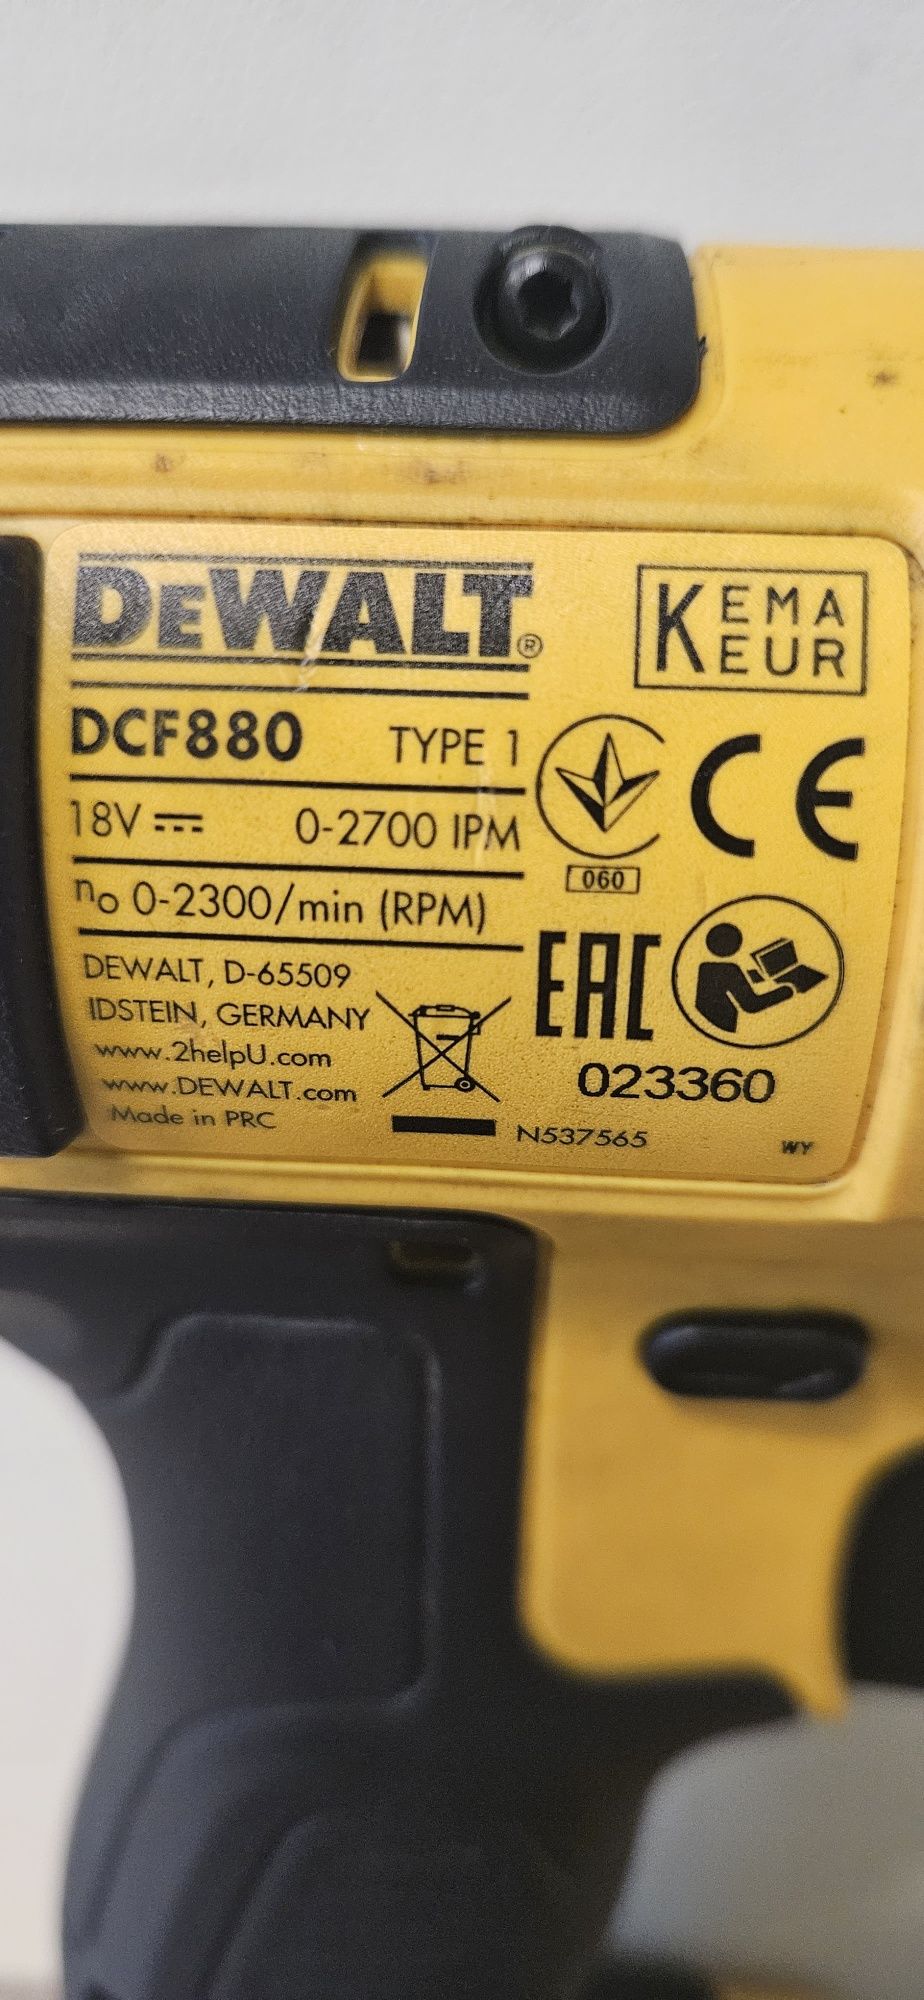 DEWALT®
KEMA
KEUR
DCF880 TYPE 1
18V 0-2700 IPM
n₀ 0-2300/min (RPM)
060
CE
EAC
DEWALT, D-65509
IDSTEIN, GERMANY
www.2helpU.com
www.DEWALT.com
Made in PRC
023360
N537565
WY